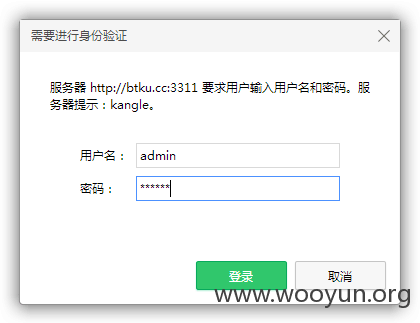 需要进行身份验证
服务器 http://btku.cc:3311 要求用户输入用户名和密码。服
务器提示：kangle。
用户名： admin
密码： ******
登录 取消
www.wooyun.org